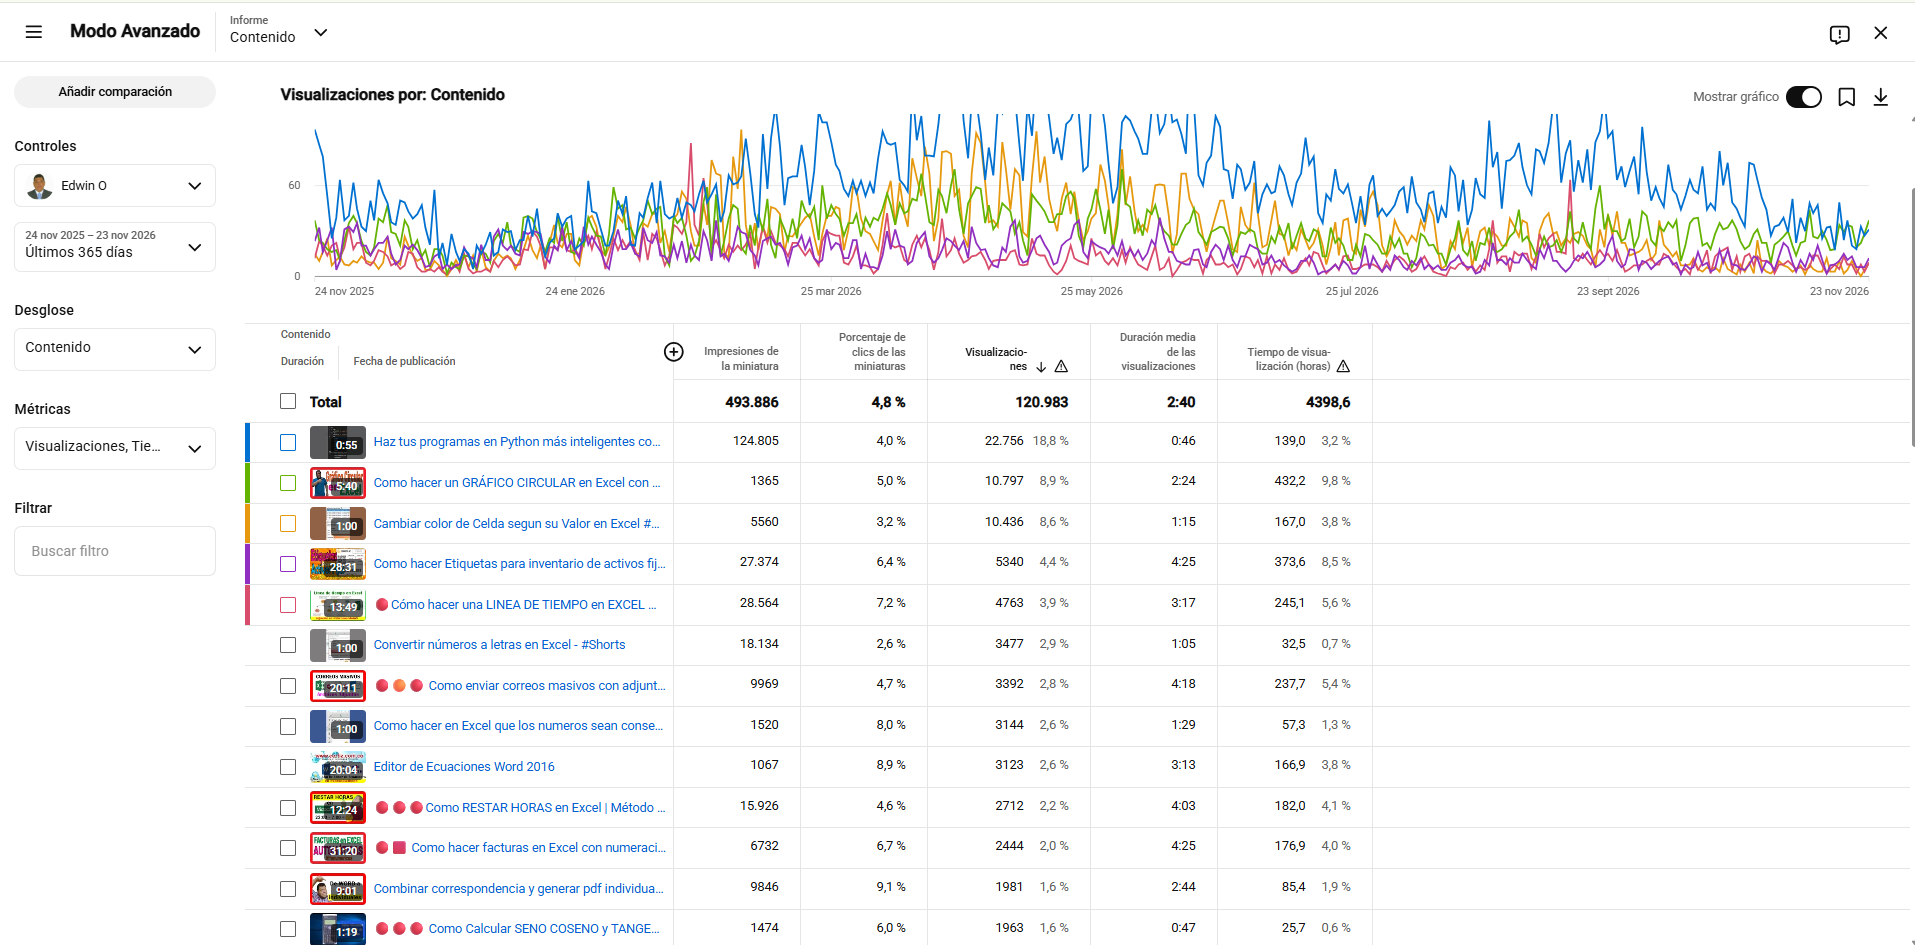 Modo Avanzado
Informe
Contenido
Añadir comparación
Controles
Edwin O
24 nov 2025 – 23 nov 2026
Últimos 365 días
Desglose
Contenido
Métricas
Visualizaciones, Tie...
Filtrar
Buscar filtro
Visualizaciones por: Contenido
Mostrar gráfico
60
0
24 nov 2025
24 ene 2026
25 mar 2026
25 may 2026
25 jul 2026
23 sept 2026
23 nov 2026
Contenido
Duración
Fecha de publicación
Impresiones de
la miniatura
Porcentaje de
clics de las
miniaturas
Visualizacio-
nes
Duración media
de las
visualizaciones
Tiempo de visua-
lización (horas)
Total 493.886 4,8 % 120.983 2:40 4398,6
0:55 Haz tus programas en Python más inteligentes co... 124.805 4,0 % 22.756 18,8 % 0:46 139,0 3,2 %
5:40 Como hacer un GRÁFICO CIRCULAR en Excel con ... 1365 5,0 % 10.797 8,9 % 2:24 432,2 9,8 %
1:00 Cambiar color de Celda segun su Valor en Excel #... 5560 3,2 % 10.436 8,6 % 1:15 167,0 3,8 %
28:31 Como hacer Etiquetas para inventario de activos fij... 27.374 6,4 % 5340 4,4 % 4:25 373,6 8,5 %
13:49 Cómo hacer una LINEA DE TIEMPO en EXCEL ... 28.564 7,2 % 4763 3,9 % 3:17 245,1 5,6 %
1:00 Convertir números a letras en Excel - #Shorts 18.134 2,6 % 3477 2,9 % 1:05 32,5 0,7 %
20:11 Como enviar correos masivos con adjunt... 9969 4,7 % 3392 2,8 % 4:18 237,7 5,4 %
1:00 Como hacer en Excel que los numeros sean conse... 1520 8,0 % 3144 2,6 % 1:29 57,3 1,3 %
20:04 Editor de Ecuaciones Word 2016 1067 8,9 % 3123 2,6 % 3:13 166,9 3,8 %
RESTAR HORAS
12:24 Como RESTAR HORAS en Excel | Método ... 15.926 4,6 % 2712 2,2 % 4:03 182,0 4,1 %
31:20 Como hacer facturas en Excel con numeraci... 6732 6,7 % 2444 2,0 % 4:25 176,9 4,0 %
9:01 Combinar correspondencia y generar pdf individua... 9846 9,1 % 1981 1,6 % 2:44 85,4 1,9 %
1:19 Como Calcular SENO COSENO y TANGE... 1474 6,0 % 1963 1,6 % 0:47 25,7 0,6 %